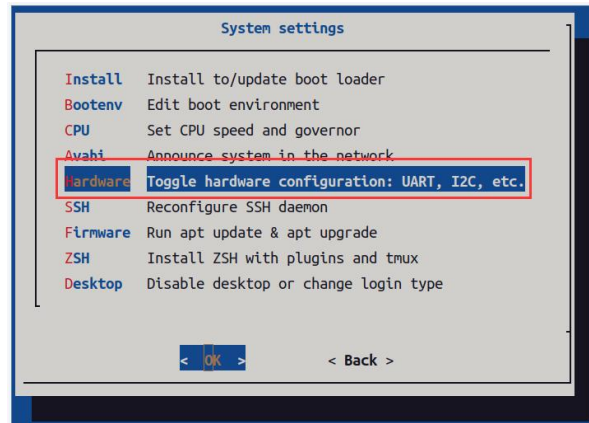 System settings
Install Install to/update boot loader
Bootenv Edit boot environment
CPU Set CPU speed and governor
Avahi Announce system in the network
Hardware Toggle hardware configuration: UART, I2C, etc.
SSH Reconfigure SSH daemon
Firmware Run apt update & apt upgrade
ZSH Install ZSH with plugins and tmux
Desktop Disable desktop or change login type
< OK > < Back >